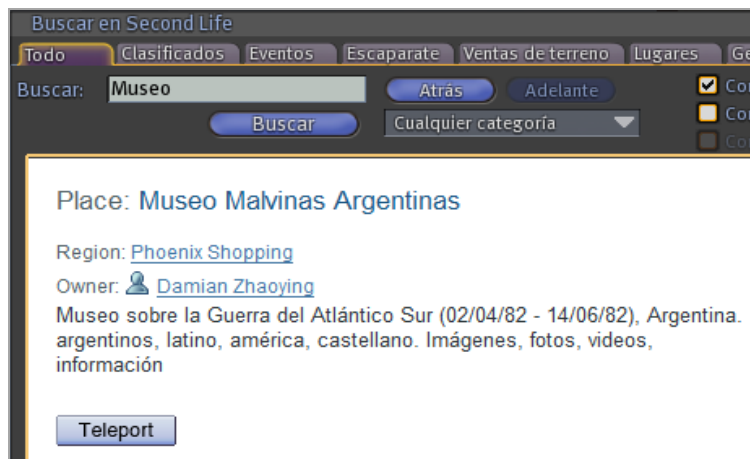 Buscar en Second Life
Todo Clasificados Eventos Escaparate Ventas de terreno Lugares
Buscar: Museo Atrás Adelante
Buscar Cualquier categoría
Place: Museo Malvinas Argentinas
Region: Phoenix Shopping
Owner: Damian Zhaoying
Museo sobre la Guerra del Atlántico Sur (02/04/82 - 14/06/82), Argentina.
argentinos, latino, américa, castellano. Imágenes, fotos, videos,
información
Teleport